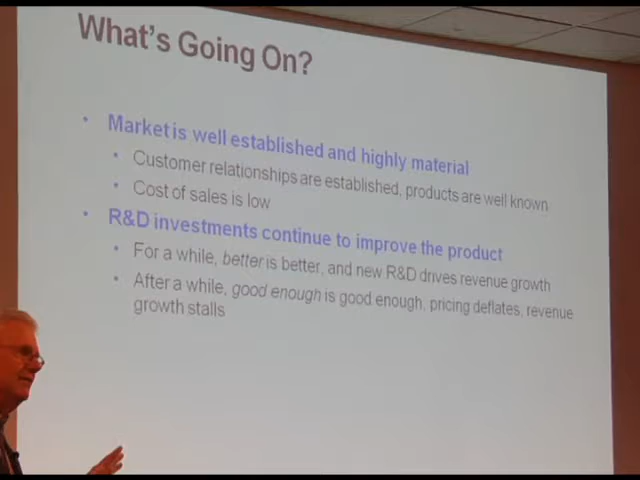 What's Going On?
• Market is well established and highly material
• Customer relationships are established, products are well known
• Cost of sales is low
• R&D investments continue to improve the product
• For a while, better is better, and new R&D drives revenue growth
• After a while, good enough is good enough, pricing deflates, revenue
growth stalls